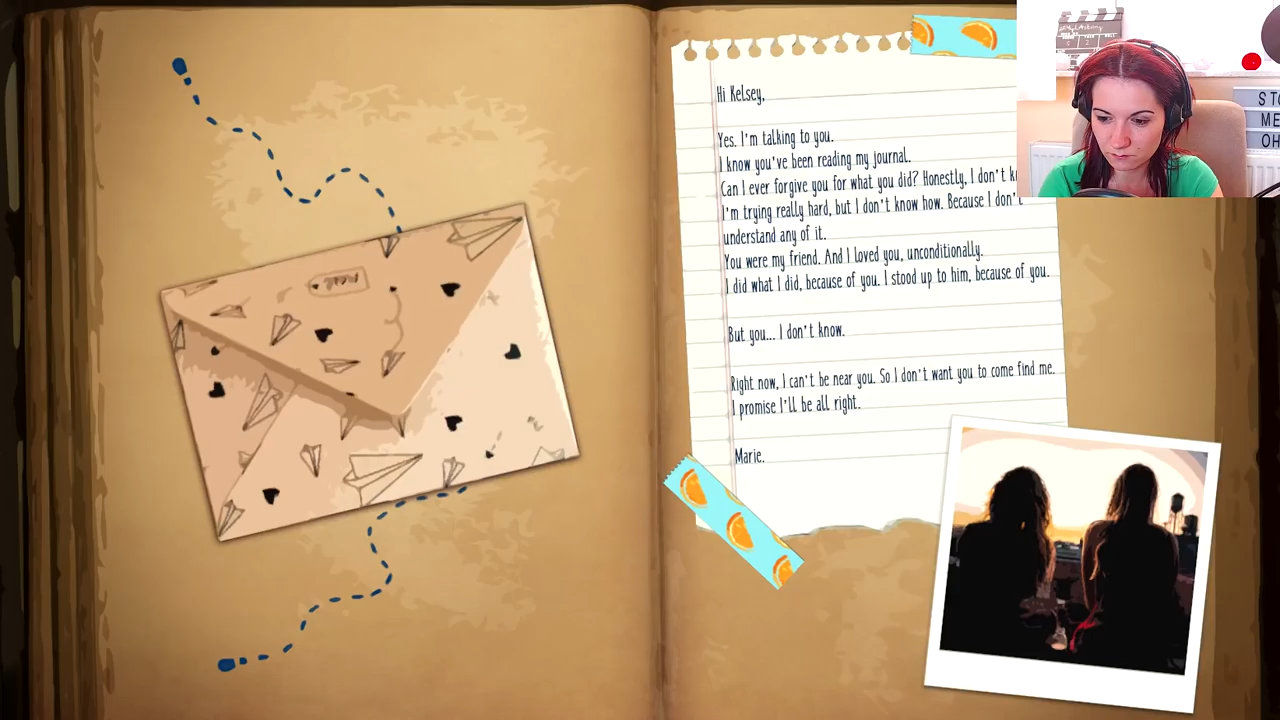 Hi Kelsey,
Yes. I'm talking to you.
I know you've been reading my journal.
Can I ever forgive you for what you did? Honestly, I don't
I'm trying really hard, but I don't know how. Because I don't
understand any of it.
You were my friend. And I loved you, unconditionally.
I did what I did, because of you. I stood up to him, because of you.
But you... I don't know.
Right now, I can't be near you. So I don't want you to come find me.
I promise I'll be all right.
Marie.